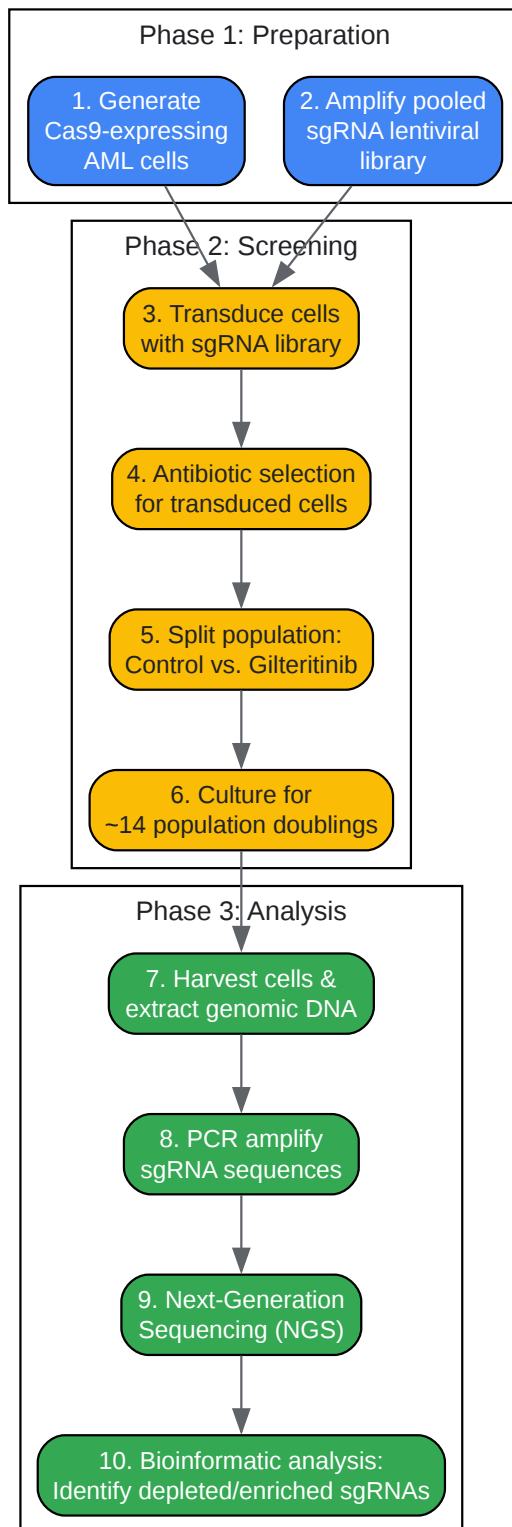 Phase 1: Preparation
1. Generate
Cas9-expressing
AML cells
2. Amplify pooled
sgRNA lentiviral
library
Phase 2: Screening
3. Transduce cells
with sgRNA library
4. Antibiotic selection
for transduced cells
5. Split population:
Control vs. Gilteritinib
6. Culture for
~14 population doublings
Phase 3: Analysis
7. Harvest cells &
extract genomic DNA
8. PCR amplify
sgRNA sequences
9. Next-Generation
Sequencing (NGS)
10. Bioinformatic analysis:
Identify depleted/enriched sgRNAs